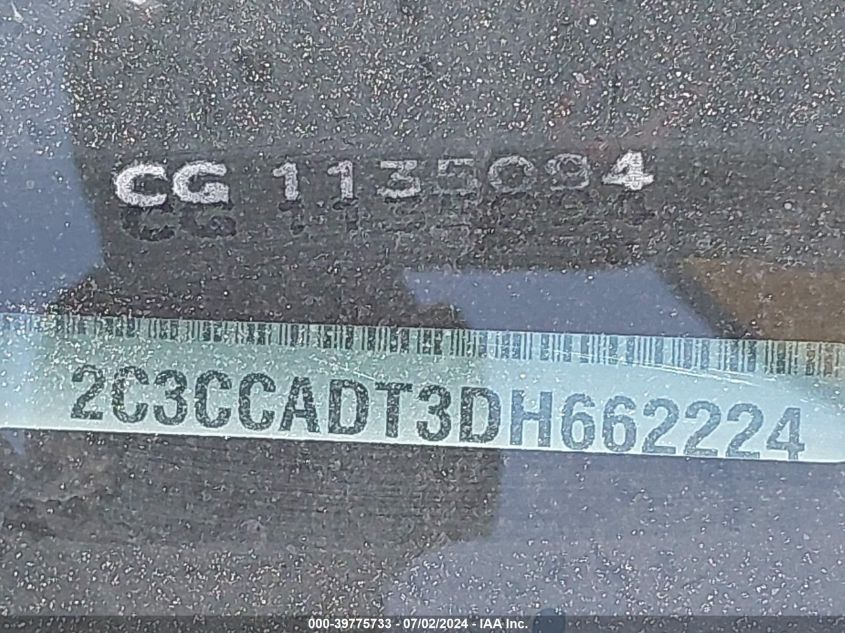 CG 1135094
2C3CCADT3DH662224
000-39775733 - 07/02/2024 - IAA Inc.